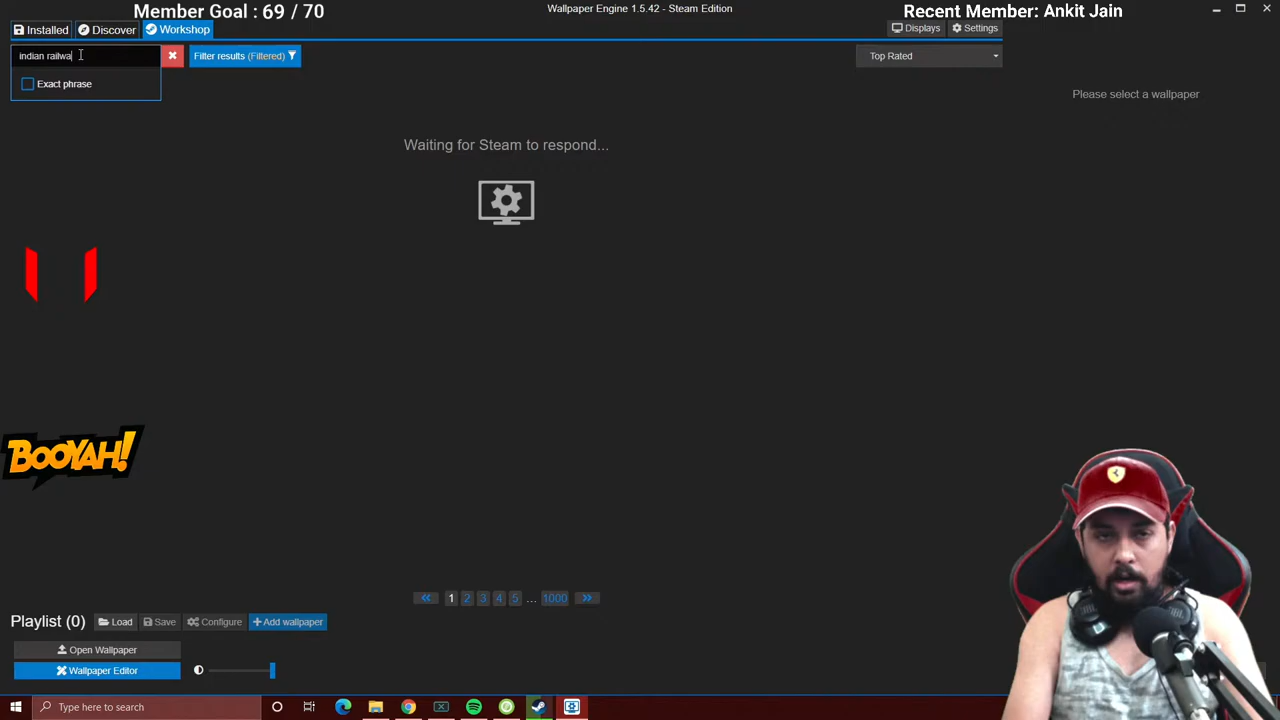 Member Goal : 69 / 70
Wallpaper Engine 1.5.42 - Steam Edition
Recent Member: Ankit Jain
Installed
Discover
Workshop
Displays
Settings
indian railwa
Filter results (Filtered)
Top Rated
Exact phrase
Please select a wallpaper
Waiting for Steam to respond...
BOOYAH!
« 1 2 3 4 5 ... 1000 »
Playlist (0)
Load
Save
Configure
+ Add wallpaper
Open Wallpaper
Wallpaper Editor
Type here to search